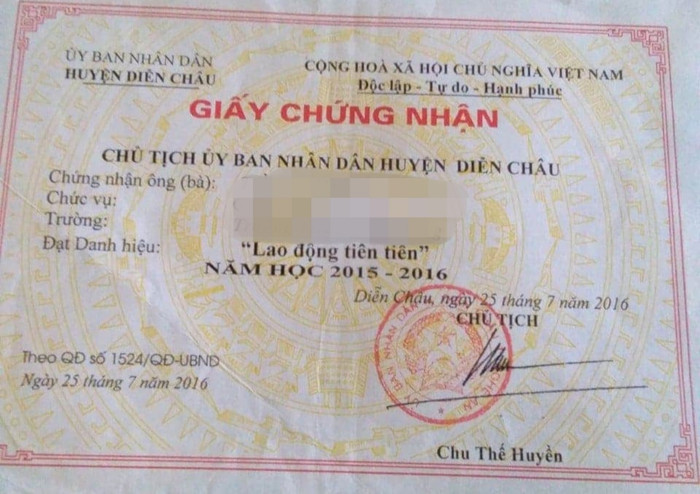 ỦY BAN NHÂN DÂN
HUYỆN DIỄN CHÂU
CỘNG HOÀ XÃ HỘI CHỦ NGHĨA VIỆT NAM
Độc lập - Tự do - Hạnh phúc
GIẤY CHỨNG NHẬN
CHỦ TỊCH ỦY BAN NHÂN DÂN HUYỆN DIỄN CHÂU
Chứng nhận ông (bà):
Chức vụ:
Trường:
Đạt Danh hiệu:
“Lao động tiên tiến”
NĂM HỌC 2015 - 2016
Diễn Châu, ngày 25 tháng 7 năm 2016
CHỦ TỊCH
Theo QĐ số 1524/QĐ-UBND
Ngày 25 tháng 7 năm 2016
Chu Thế Huyền